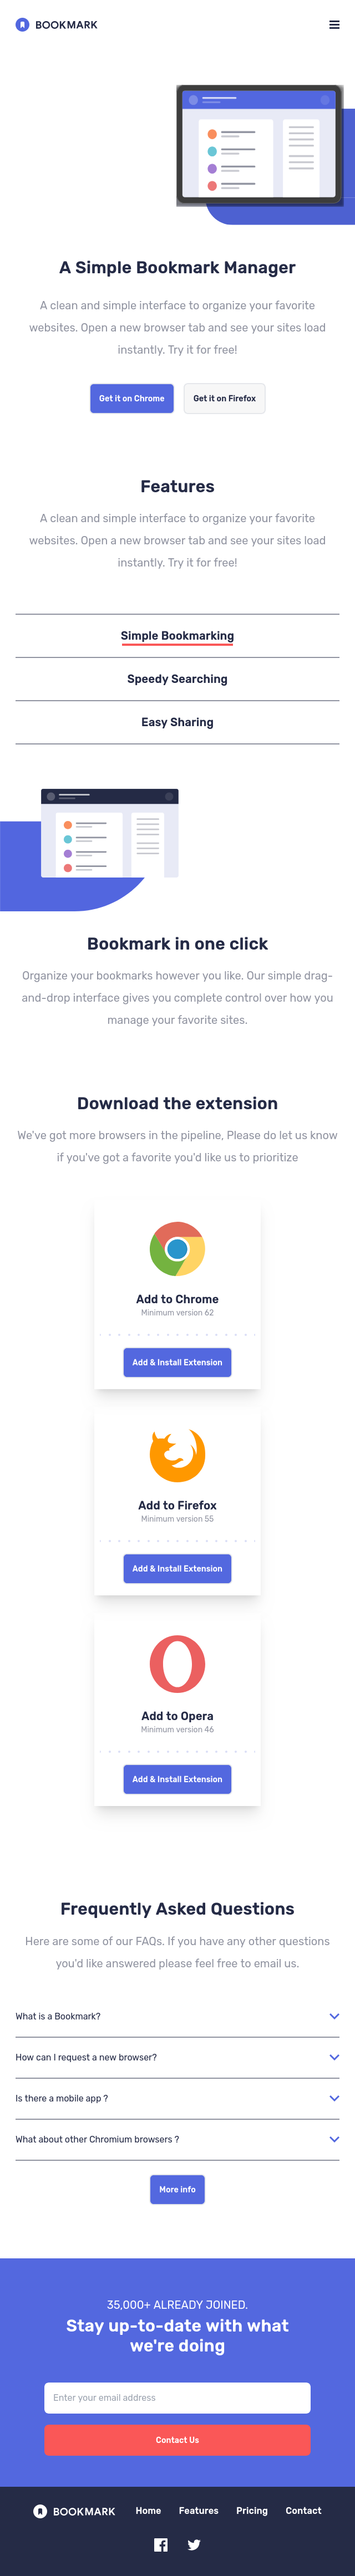 BOOKMARK
A Simple Bookmark Manager
A clean and simple interface to organize your favorite
websites. Open a new browser tab and see your sites load
instantly. Try it for free!
Get it on Chrome
Get it on Firefox
Features
A clean and simple interface to organize your favorite
websites. Open a new browser tab and see your sites load
instantly. Try it for free!
Simple Bookmarking
Speedy Searching
Easy Sharing
Bookmark in one click
Organize your bookmarks however you like. Our simple drag-
and-drop interface gives you complete control over how you
manage your favorite sites.
Download the extension
We've got more browsers in the pipeline, Please do let us know
if you've got a favorite you'd like us to prioritize
Add to Chrome
Minimum version 62
Add & Install Extension
Add to Firefox
Minimum version 55
Add & Install Extension
Add to Opera
Minimum version 46
Add & Install Extension
Frequently Asked Questions
Here are some of our FAQs. If you have any other questions
you'd like answered please feel free to email us.
What is a Bookmark?
How can I request a new browser?
Is there a mobile app ?
What about other Chromium browsers ?
More info
35,000+ ALREADY JOINED.
Stay up-to-date with what
we're doing
Enter your email address
Contact Us
BOOKMARK
Home
Features
Pricing
Contact